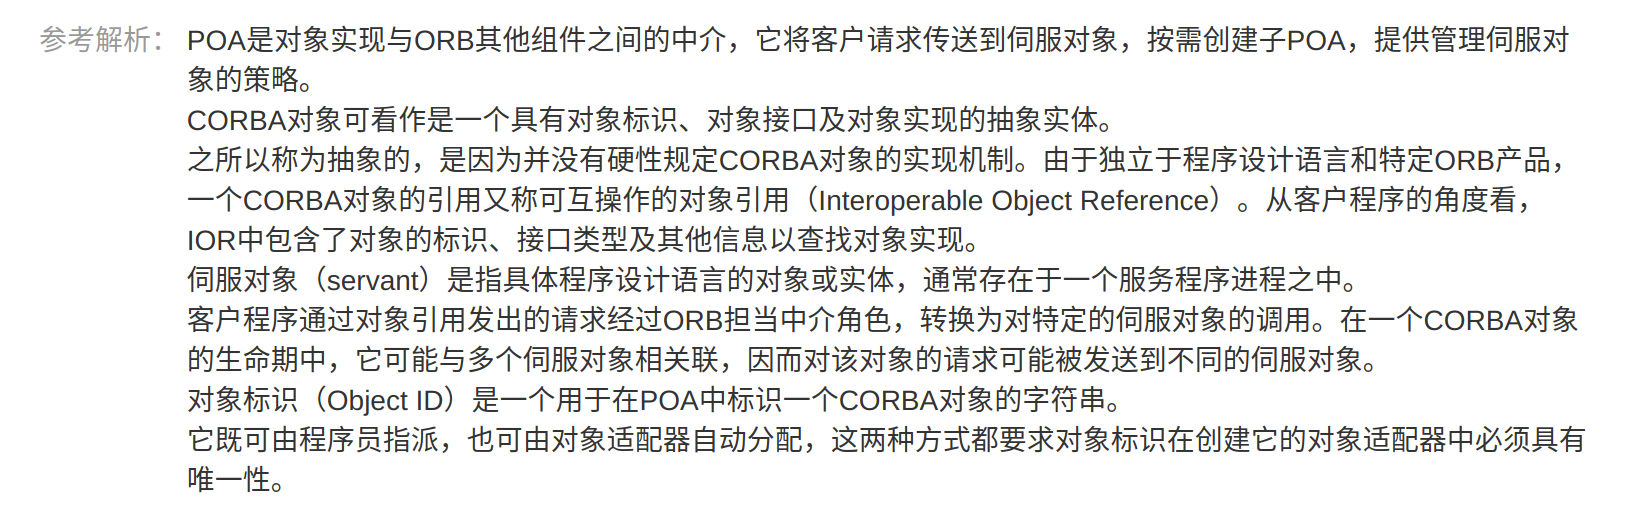 参考解析：POA是对象实现与ORB其他组件之间的中介，它将客户请求传送到伺服对象，按需创建子POA，提供管理伺服对
象的策略。
CORBA对象可看作是一个具有对象标识、对象接口及对象实现的抽象实体。
之所以称为抽象的，是因为并没有硬性规定CORBA对象的实现机制。由于独立于程序设计语言和特定ORB产品，
一个CORBA对象的引用又称可互操作的对象引用（Interoperable Object Reference）。从客户程序的角度看，
IOR中包含了对象的标识、接口类型及其他信息以查找对象实现。
伺服对象（servant）是指具体程序设计语言的对象或实体，通常存在于一个服务程序进程之中。
客户程序通过对象引用发出的请求经过ORB担当中介角色，转换为对特定的伺服对象的调用。在一个CORBA对象
的生命期中，它可能与多个伺服对象相关联，因而对该对象的请求可能被发送到不同的伺服对象。
对象标识（Object ID）是一个用于在POA中标识一个CORBA对象的字符串。
它既可由程序员指派，也可由对象适配器自动分配，这两种方式都要求对象标识在创建它的对象适配器中必须具有
唯一性。